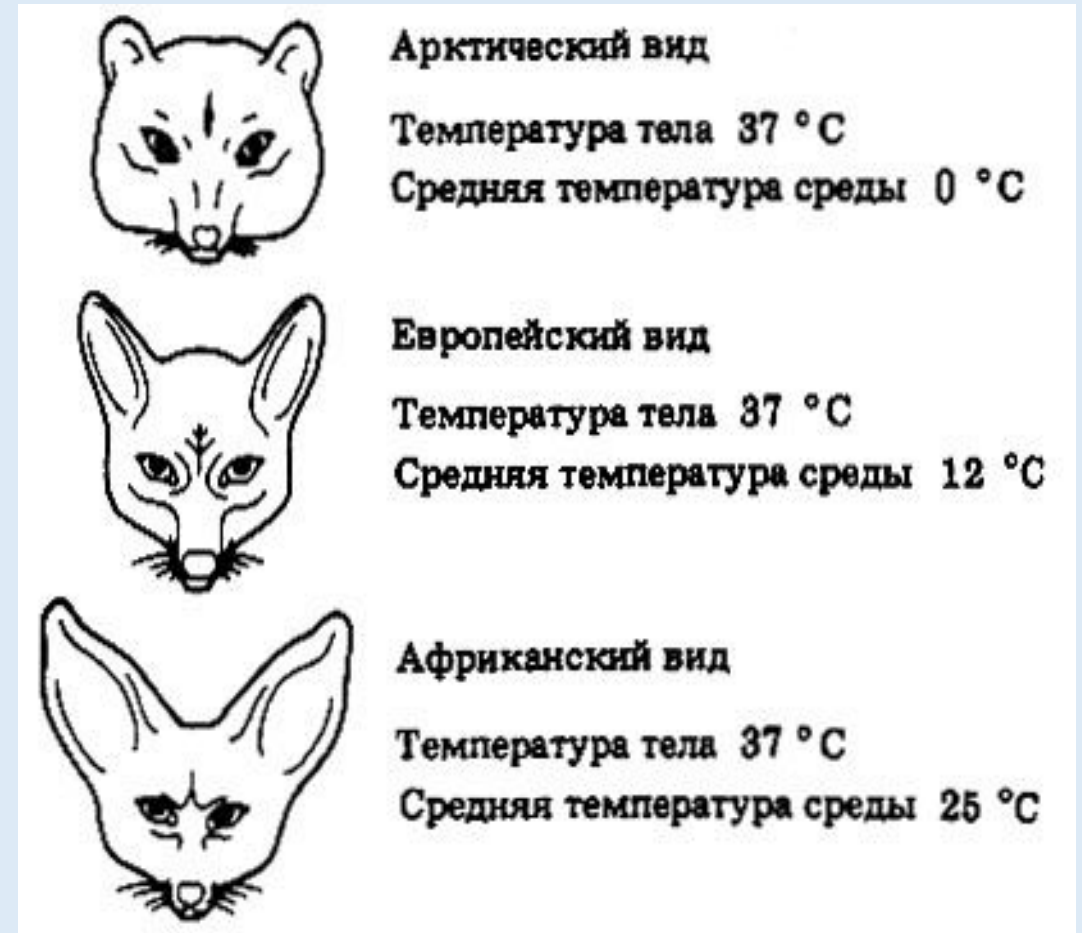 Арктический вид
Температура тела 37 °C
Средняя температура среды 0 °C
Европейский вид
Температура тела 37 °C
Средняя температура среды 12 °C
Африканский вид
Температура тела 37 °C
Средняя температура среды 25 °C